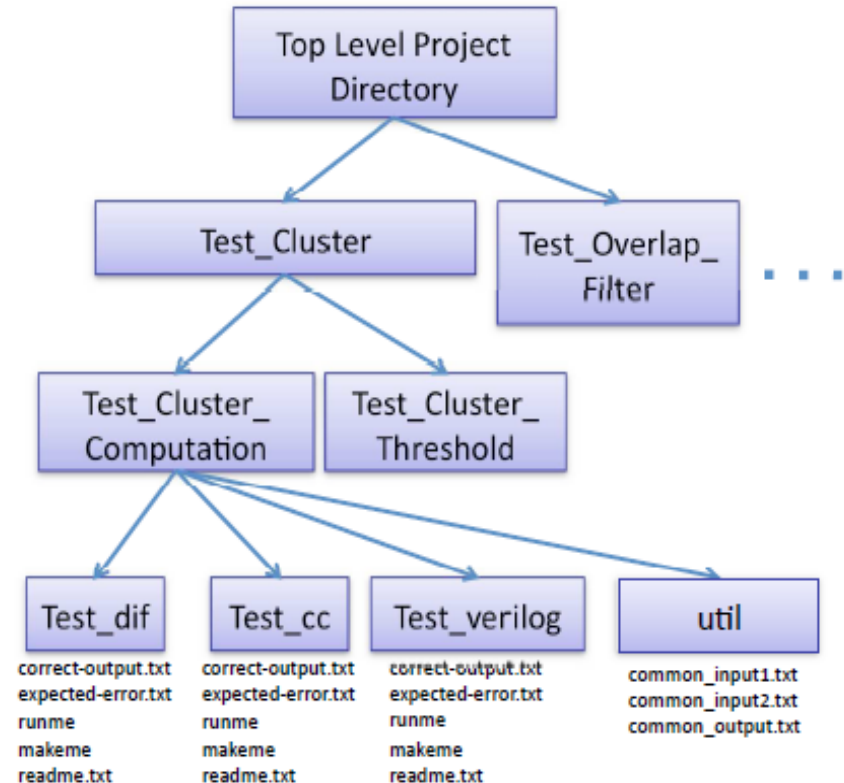 Top Level Project
Directory
Test_Cluster
Test_Overlap_
Filter
Test_Cluster_
Computation
Test_Cluster_
Threshold
Test_dif
correct-output.txt
expected-error.txt
runme
makeme
readme.txt
Test_cc
correct-output.txt
expected-error.txt
runme
makeme
readme.txt
Test_verilog
correct-output.txt
expected-error.txt
runme
makeme
readme.txt
util
common_input1.txt
common_input2.txt
common_output.txt